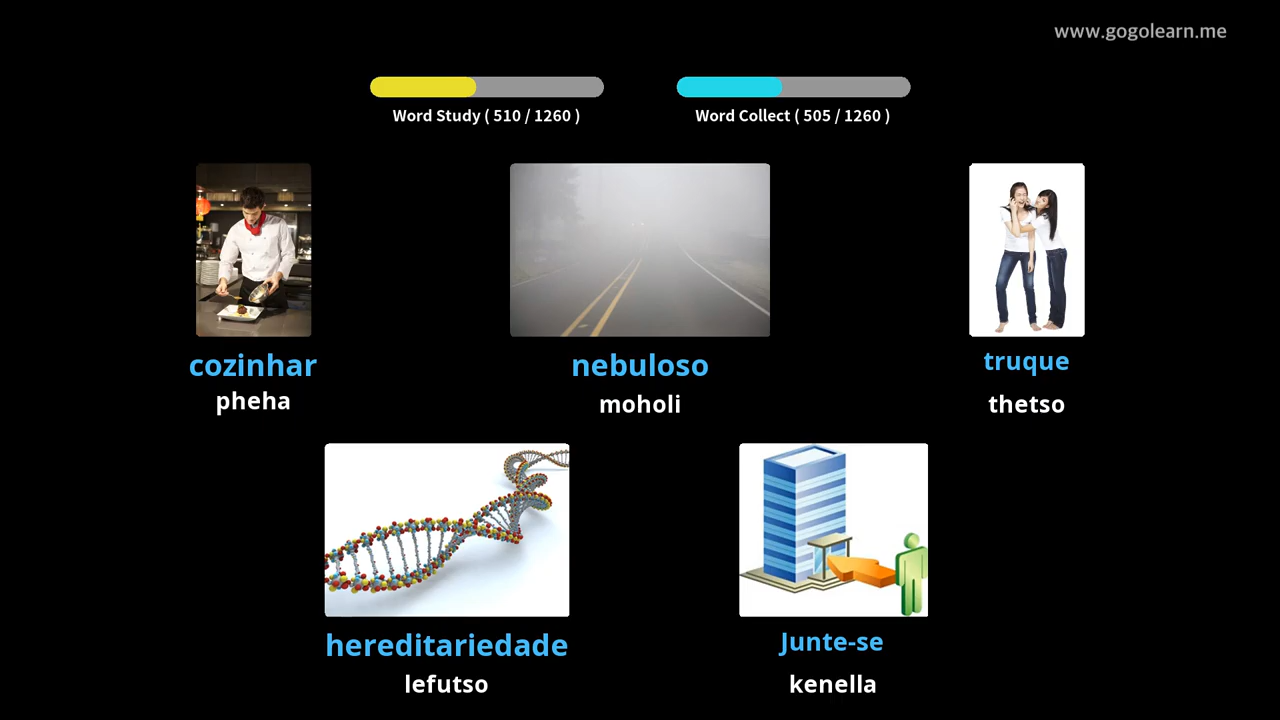 www.gogolearn.me
Word Study ( 510 / 1260 )
Word Collect ( 505 / 1260 )
cozinhar
pheha
nebuloso
moholi
truque
thetso
hereditariedade
lefutso
Junte-se
kenella